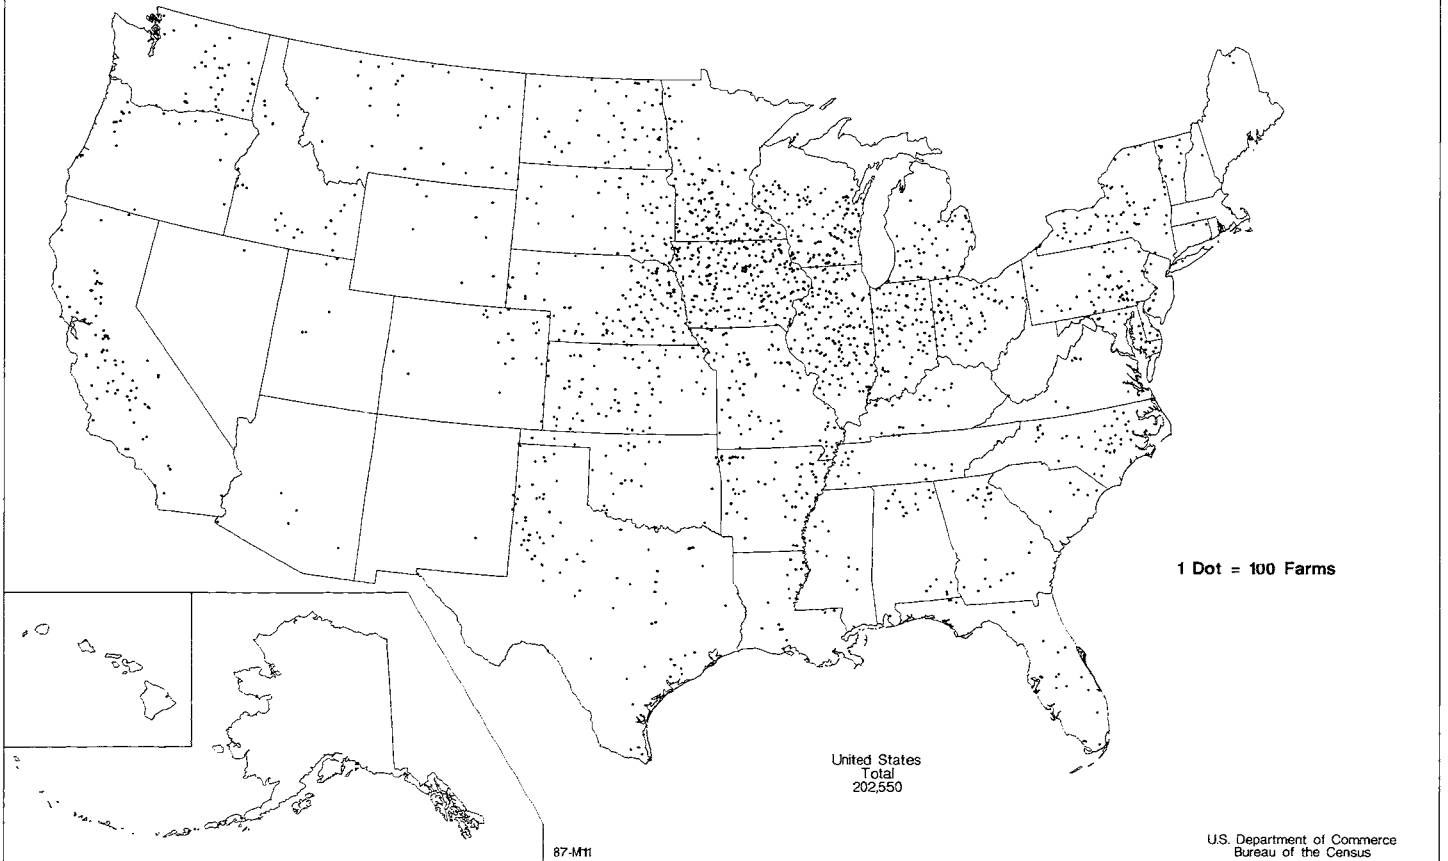 1 Dot = 100 Farms
United States
Total
202,550
87-M11
U.S. Department of Commerce
Bureau of the Census